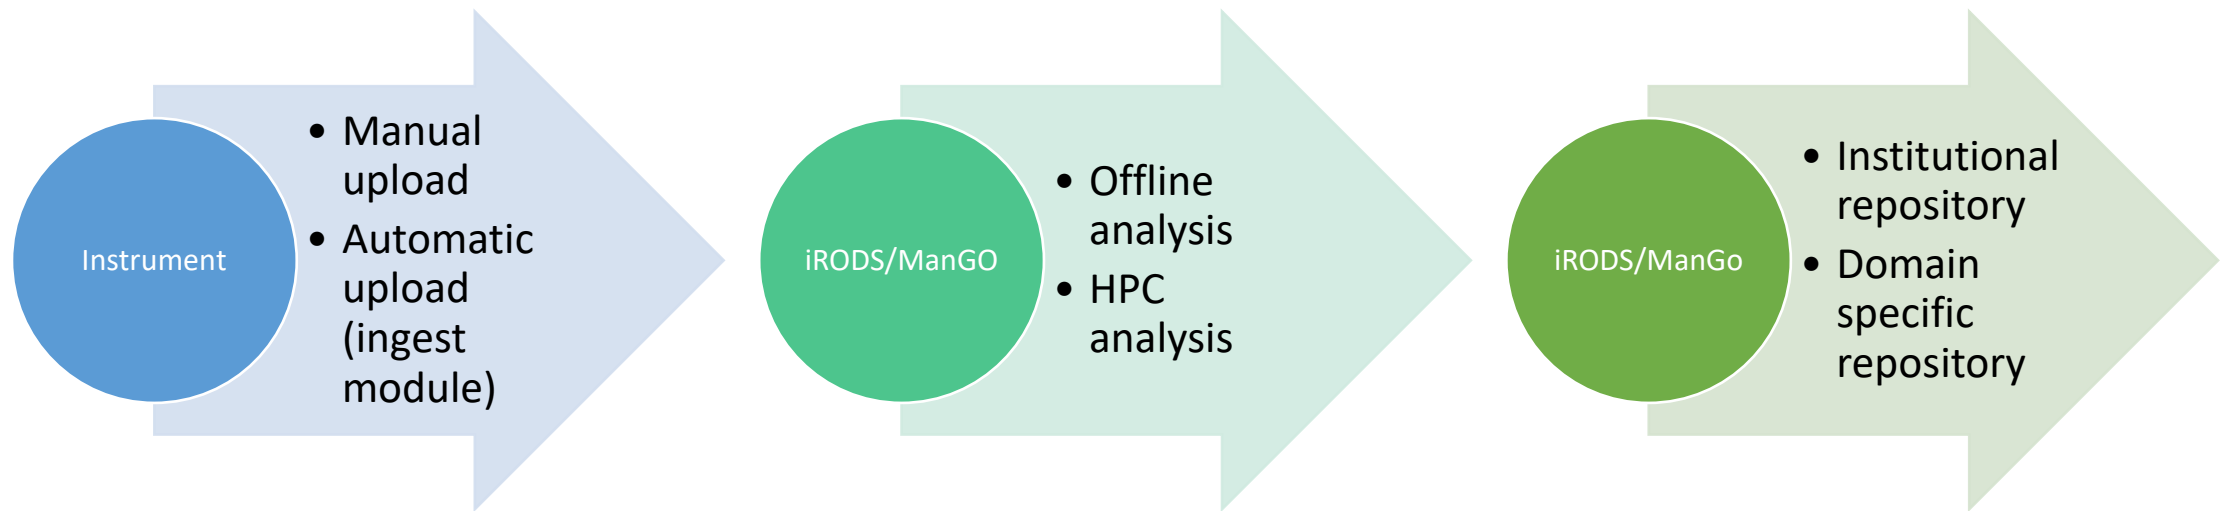 Instrument
• Manual
upload
• Automatic
upload
(ingest
module)
iRODS/ManGO
• Offline
analysis
• HPC
analysis
iRODS/ManGo
• Institutional
repository
• Domain
specific
repository